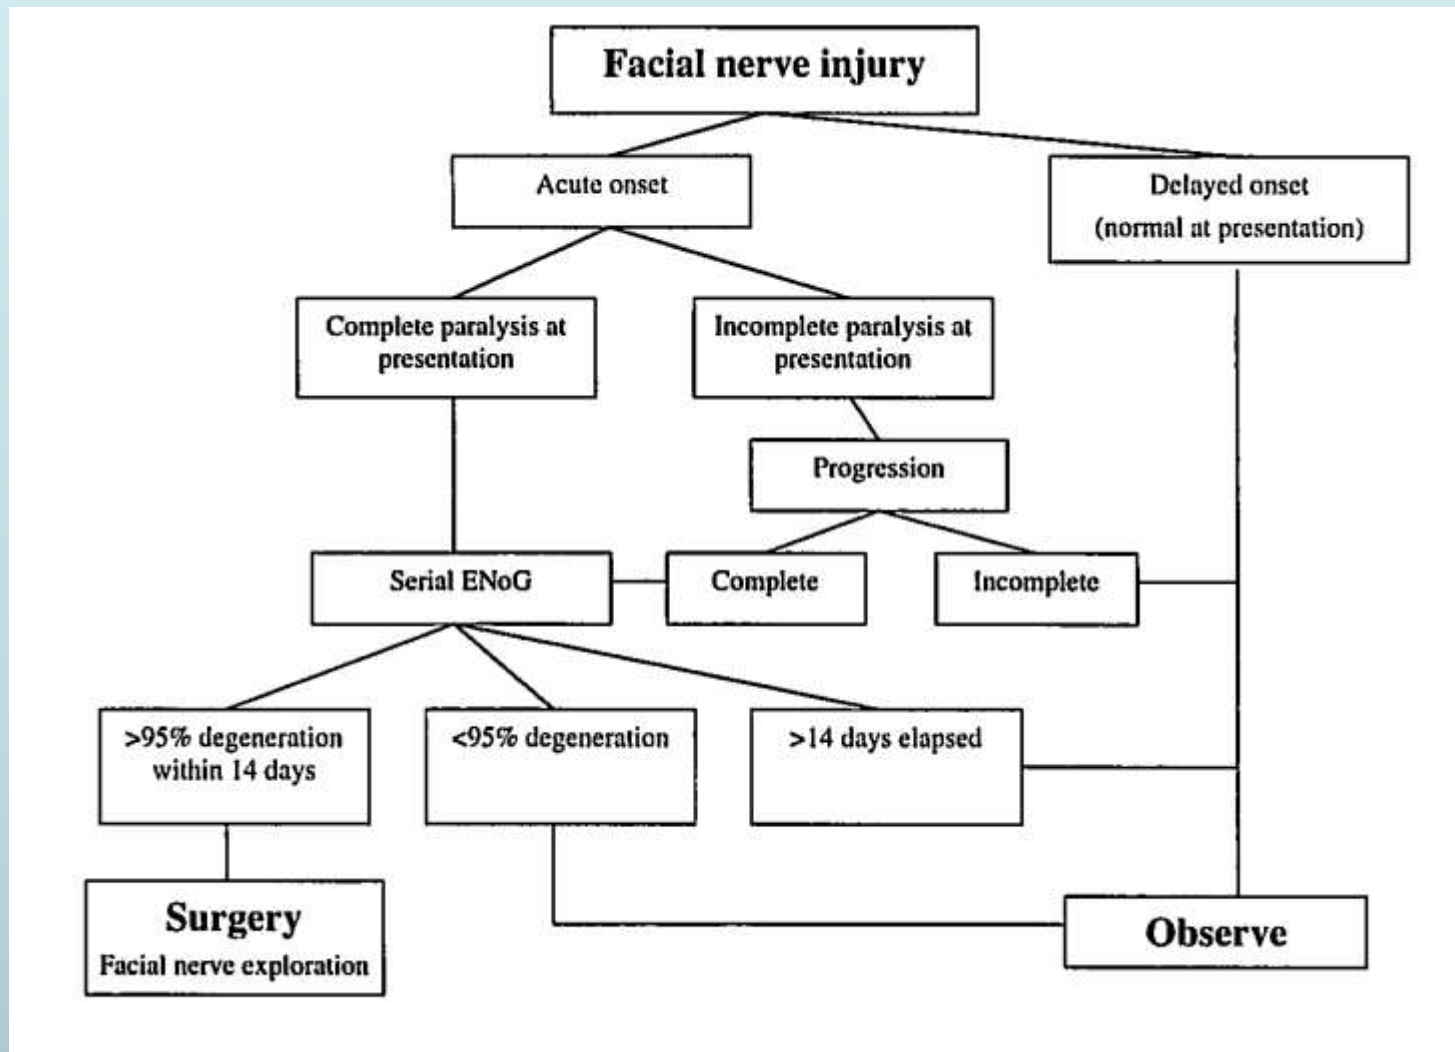 Facial nerve injury
Acute onset
Delayed onset
(normal at presentation)
Complete paralysis at
presentation
Incomplete paralysis at
presentation
Progression
Serial ENoG
Complete
Incomplete
>95% degeneration
within 14 days
<95% degeneration
>14 days elapsed
Surgery
Facial nerve exploration
Observe